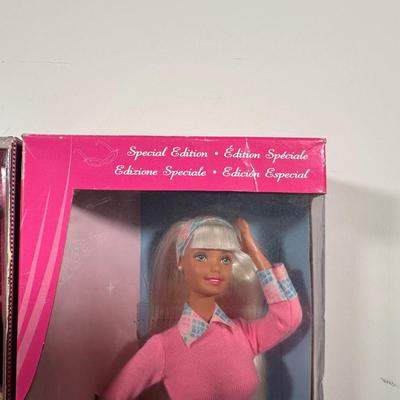 Special Edition • Édition Spéciale
Edizione Speciale • Edición Especial